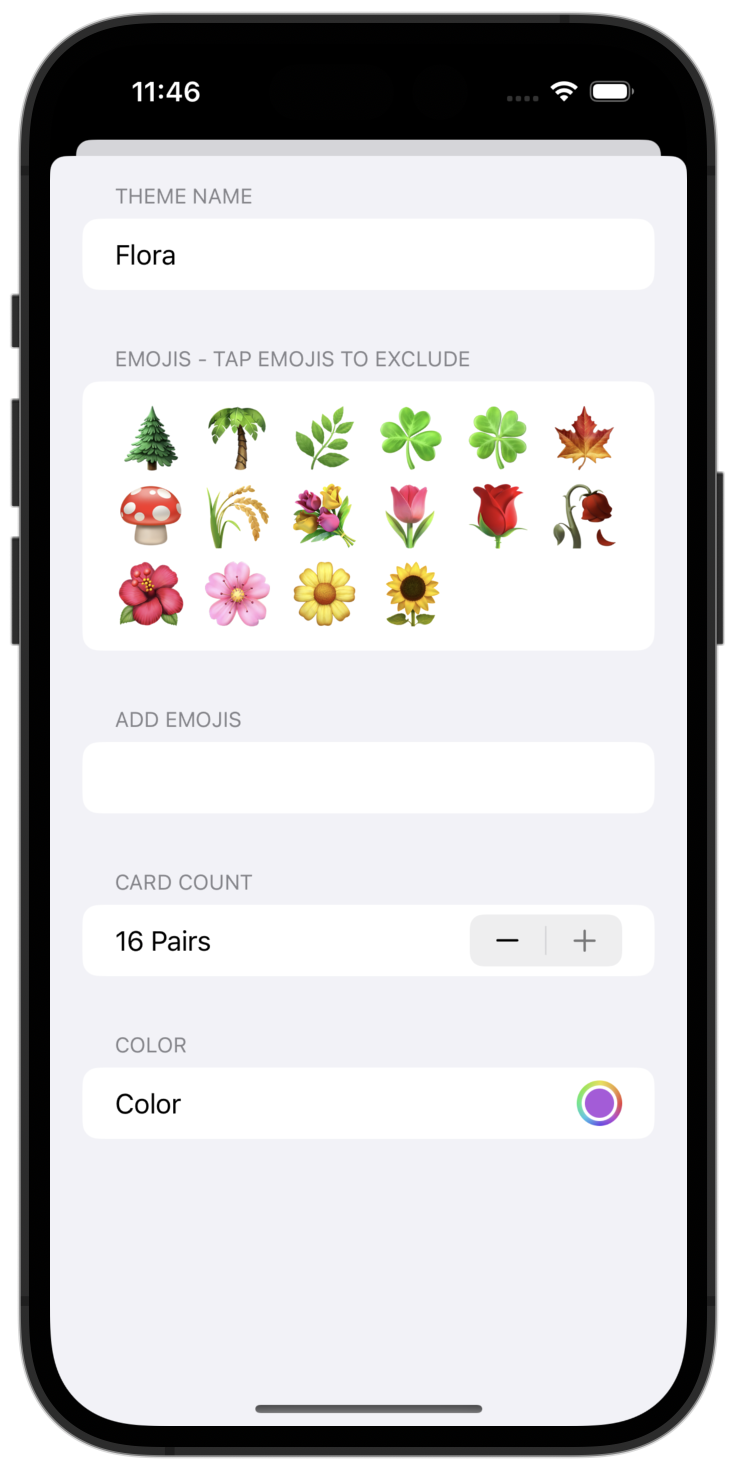 11:46
THEME NAME
Flora
EMOJIS - TAP EMOJIS TO EXCLUDE
ADD EMOJIS
CARD COUNT
16 Pairs
COLOR
Color